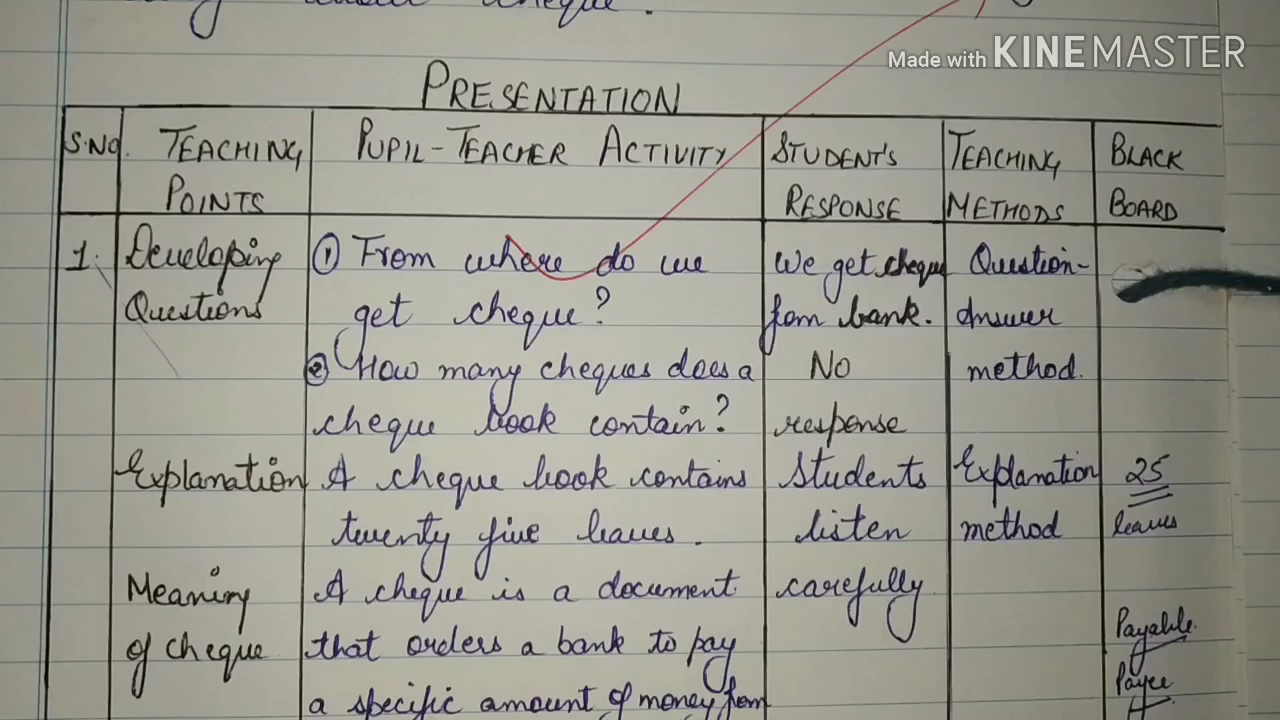 cheque.
Made with KINEMASTER
PRESENTATION
S.No. TEACHING POINTS PUPIL-TEACHER ACTIVITY STUDENT'S RESPONSE TEACHING METHODS BLACK BOARD
1. Developing Questions
① From where do we
get cheque?
② How many cheques does a
cheque book contain?
We get cheque
fom bank.
No
response
Question-
Answer
method.
Explanation
A cheque book contains
twenty five leaves.
Students
listen
carefully
Explanation
method
25
leaves
Meaning
of cheque
A cheque is a document
that orders a bank to pay
a specific amount of money from
Payable
Payee